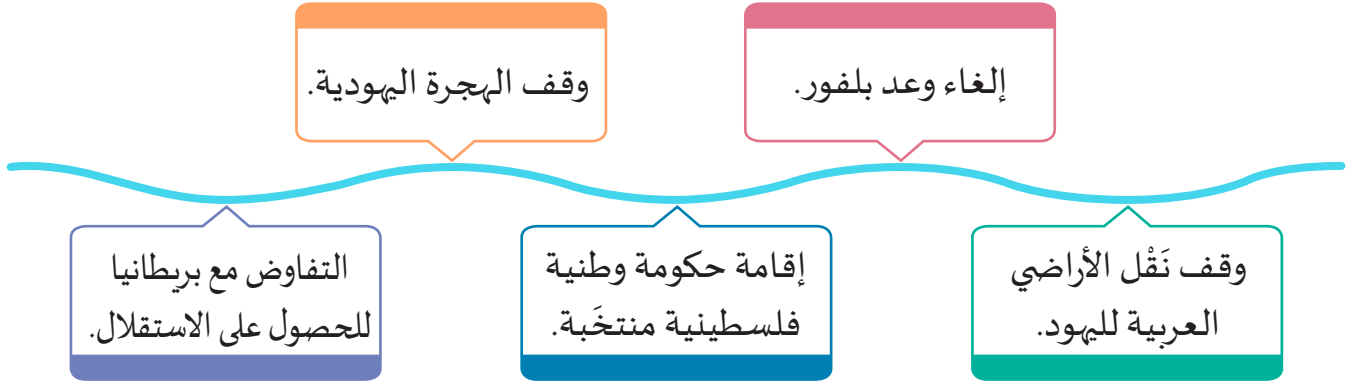 وقف نَقْل الأراضي
العربية لليهود.
إلغاء وعد بلفور.
إقامة حكومة وطنية
فلسطينية منتخَبة.
وقف الهجرة اليهودية.
التفاوض مع بريطانيا
للحصول على الاستقلال.